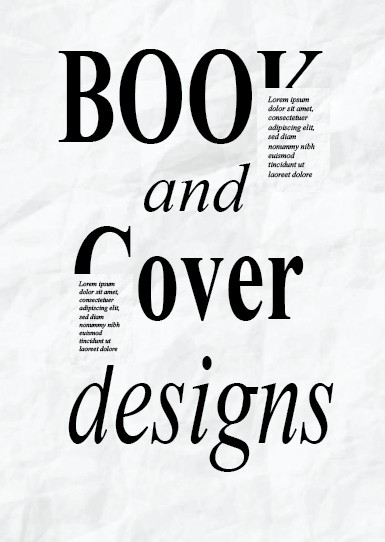 BOOK
Lorem ipsum
dolor sit amet,
consectetuer
adipiscing elit,
sed diam
nonummy nibh
euismod
tincidunt ut
laoreet dolore
and
Cover
Lorem ipsum
dolor sit amet,
consectetuer
adipiscing elit,
sed diam
nonummy nibh
euismod
tincidunt ut
laoreet dolore
designs